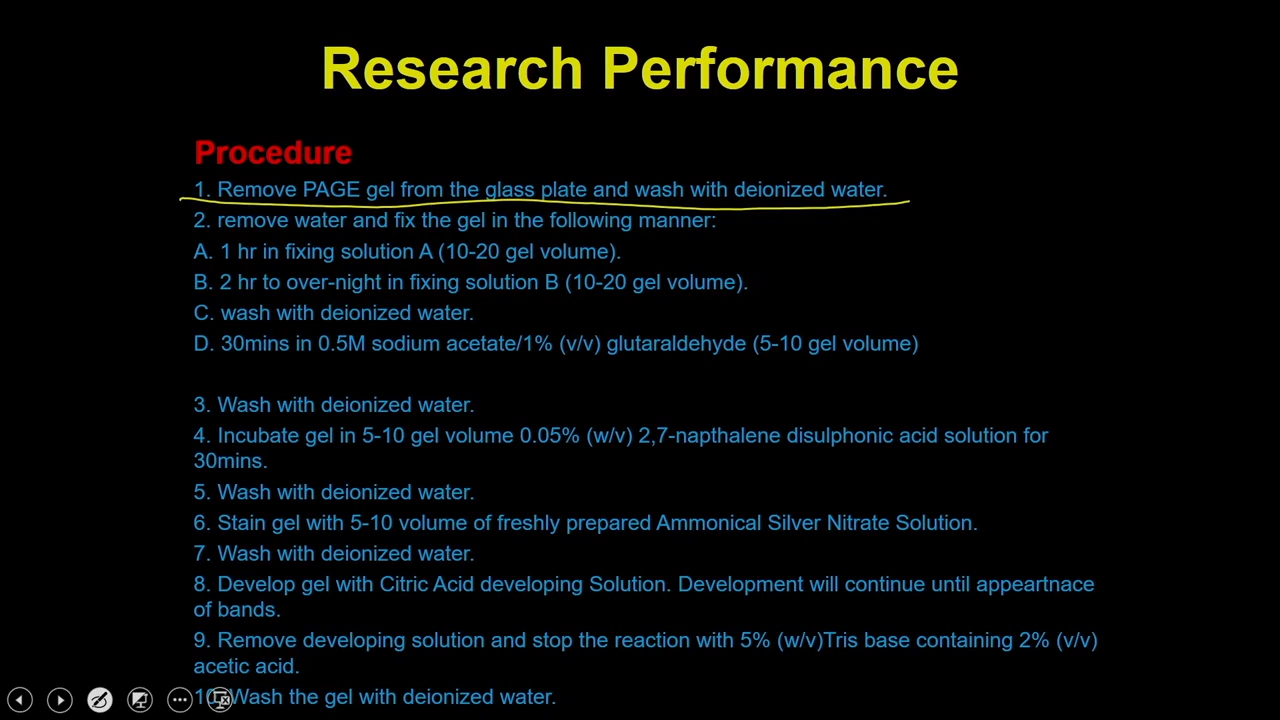 Research Performance
Procedure
1. Remove PAGE gel from the glass plate and wash with deionized water.
2. remove water and fix the gel in the following manner:
A. 1 hr in fixing solution A (10-20 gel volume).
B. 2 hr to over-night in fixing solution B (10-20 gel volume).
C. wash with deionized water.
D. 30mins in 0.5M sodium acetate/1% (v/v) glutaraldehyde (5-10 gel volume)
3. Wash with deionized water.
4. Incubate gel in 5-10 gel volume 0.05% (w/v) 2,7-napthalene disulphonic acid solution for
30mins.
5. Wash with deionized water.
6. Stain gel with 5-10 volume of freshly prepared Ammonical Silver Nitrate Solution.
7. Wash with deionized water.
8. Develop gel with Citric Acid developing Solution. Development will continue until appeartnace
of bands.
9. Remove developing solution and stop the reaction with 5% (w/v)Tris base containing 2% (v/v)
acetic acid.
10. Wash the gel with deionized water.